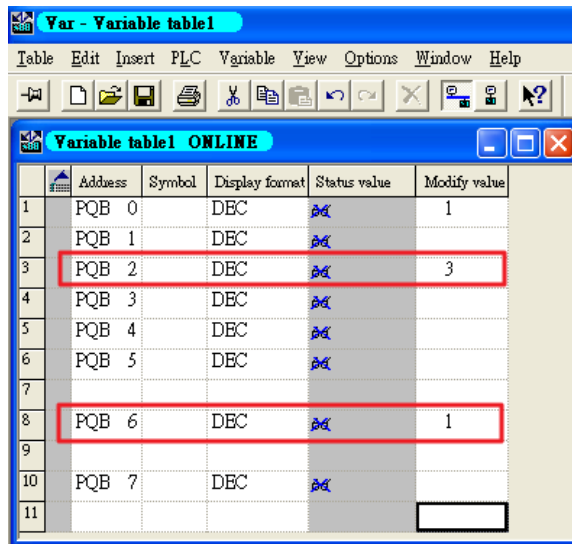 Var - Variable table1
Table Edit Insert PLC Variable View Options Window Help
Variable table1 ONLINE
Address Symbol Display format Status value Modify value
1 PQB 0 DEC 1
2 PQB 1 DEC
3 PQB 2 DEC 3
4 PQB 3 DEC
5 PQB 4 DEC
6 PQB 5 DEC
7
8 PQB 6 DEC 1
9
10 PQB 7 DEC
11